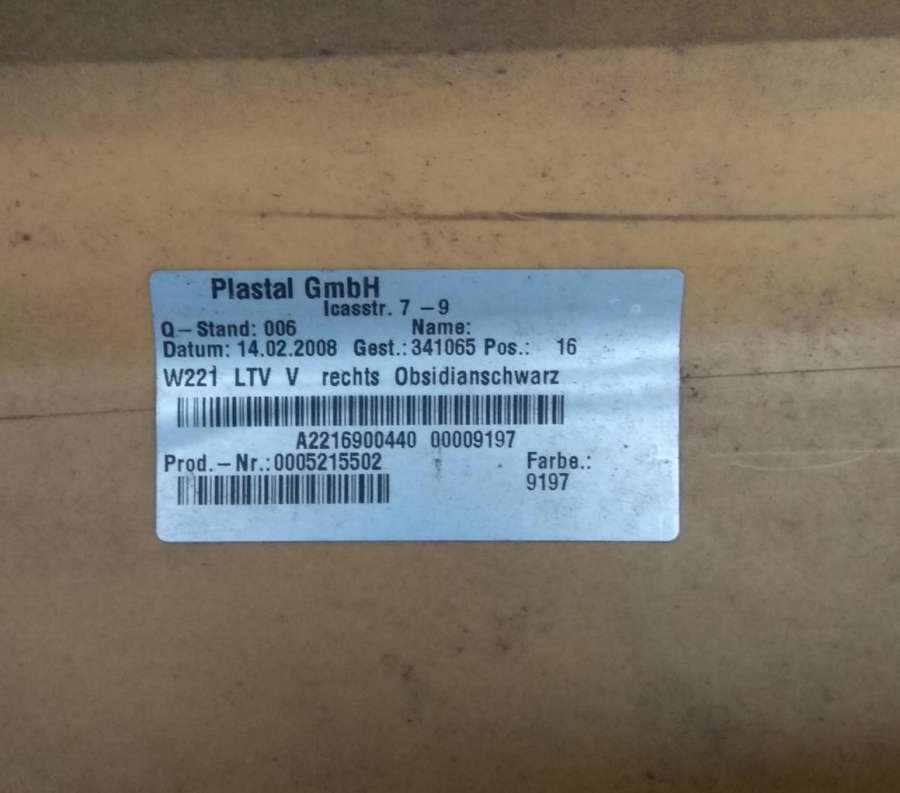 Plastal GmbH
Icasstr. 7 -9
Q-Stand: 006 Name:
Datum: 14.02.2008 Gest.: 341065 Pos.: 16
W221 LTV V rechts Obsidianschwarz
A2216900440 00009197
Prod.-Nr.:0005215502 Farbe.:
9197